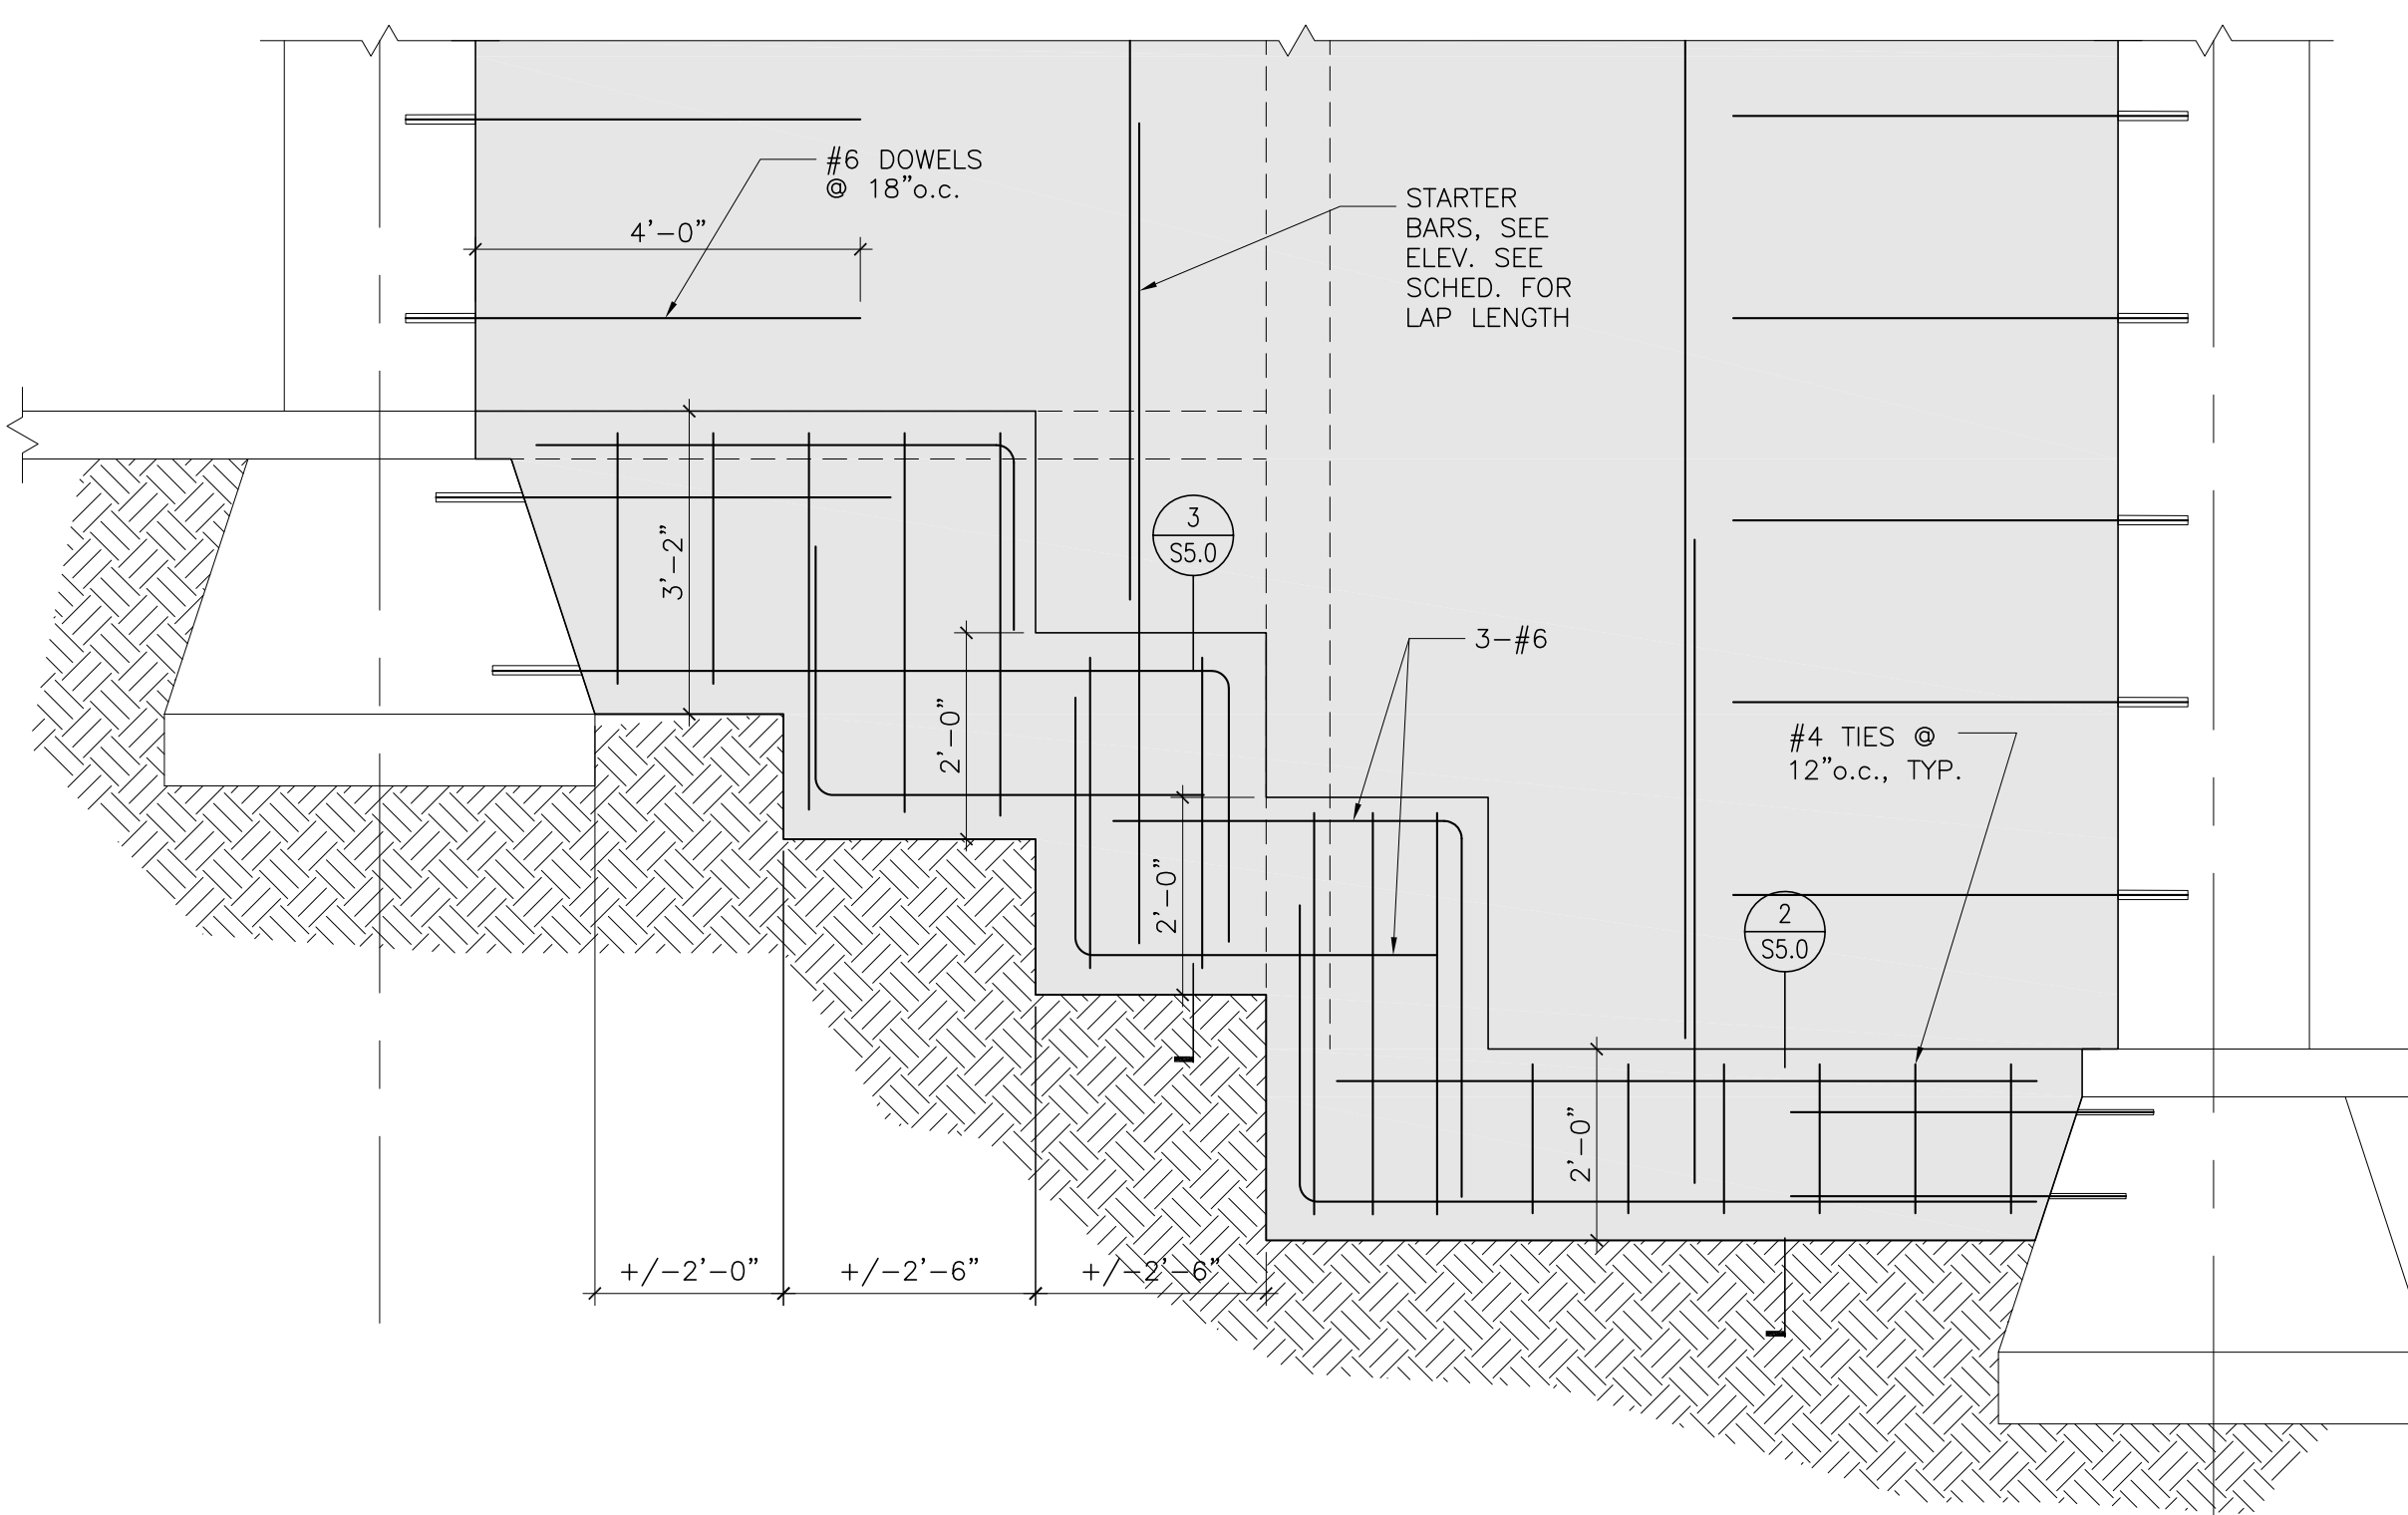 #6 DOWELS
@ 18”o.c.
4'-0”
STARTER
BARS, SEE
ELEV. SEE
SCHED. FOR
LAP LENGTH
3
S5.0
3'-2”
3-#6
2'-0”
#4 TIES @
12”o.c., TYP.
2'-0”
2
S5.0
2'-0”
+/-2'-0”
+/-2'-6”
+/-2'-6”